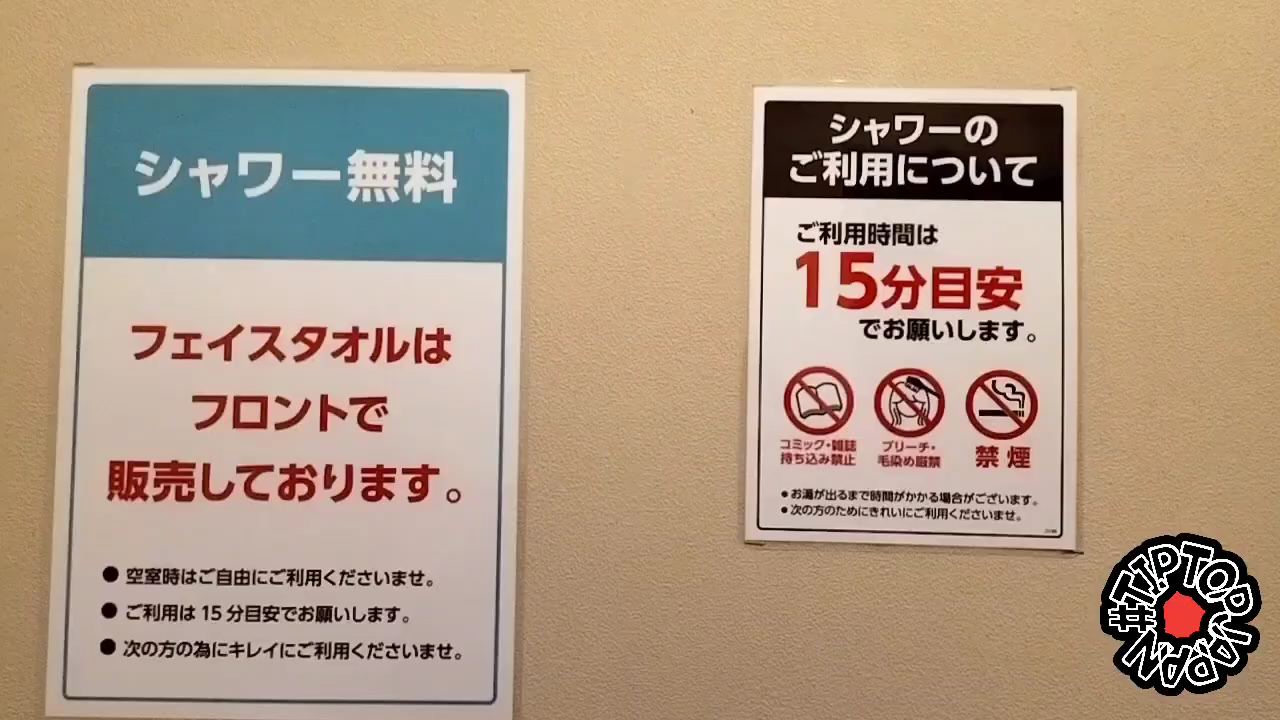 シャワー無料
フェイスタオルは
フロントで
販売しております。
● 空室時はご自由にご利用くださいませ。
● ご利用は 15 分目安でお願いします。
● 次の方の為にキレイにご利用くださいませ。
シャワーの
ご利用について
ご利用時間は
15分目安
でお願いします。
コミック・雑誌
持ち込み禁止
ブリーチ・
毛染め厳禁
禁煙
● お湯が出るまで時間がかかる場合がございます。
● 次の方のためにきれいにご利用くださいませ。
#TIPTOPJAPAN